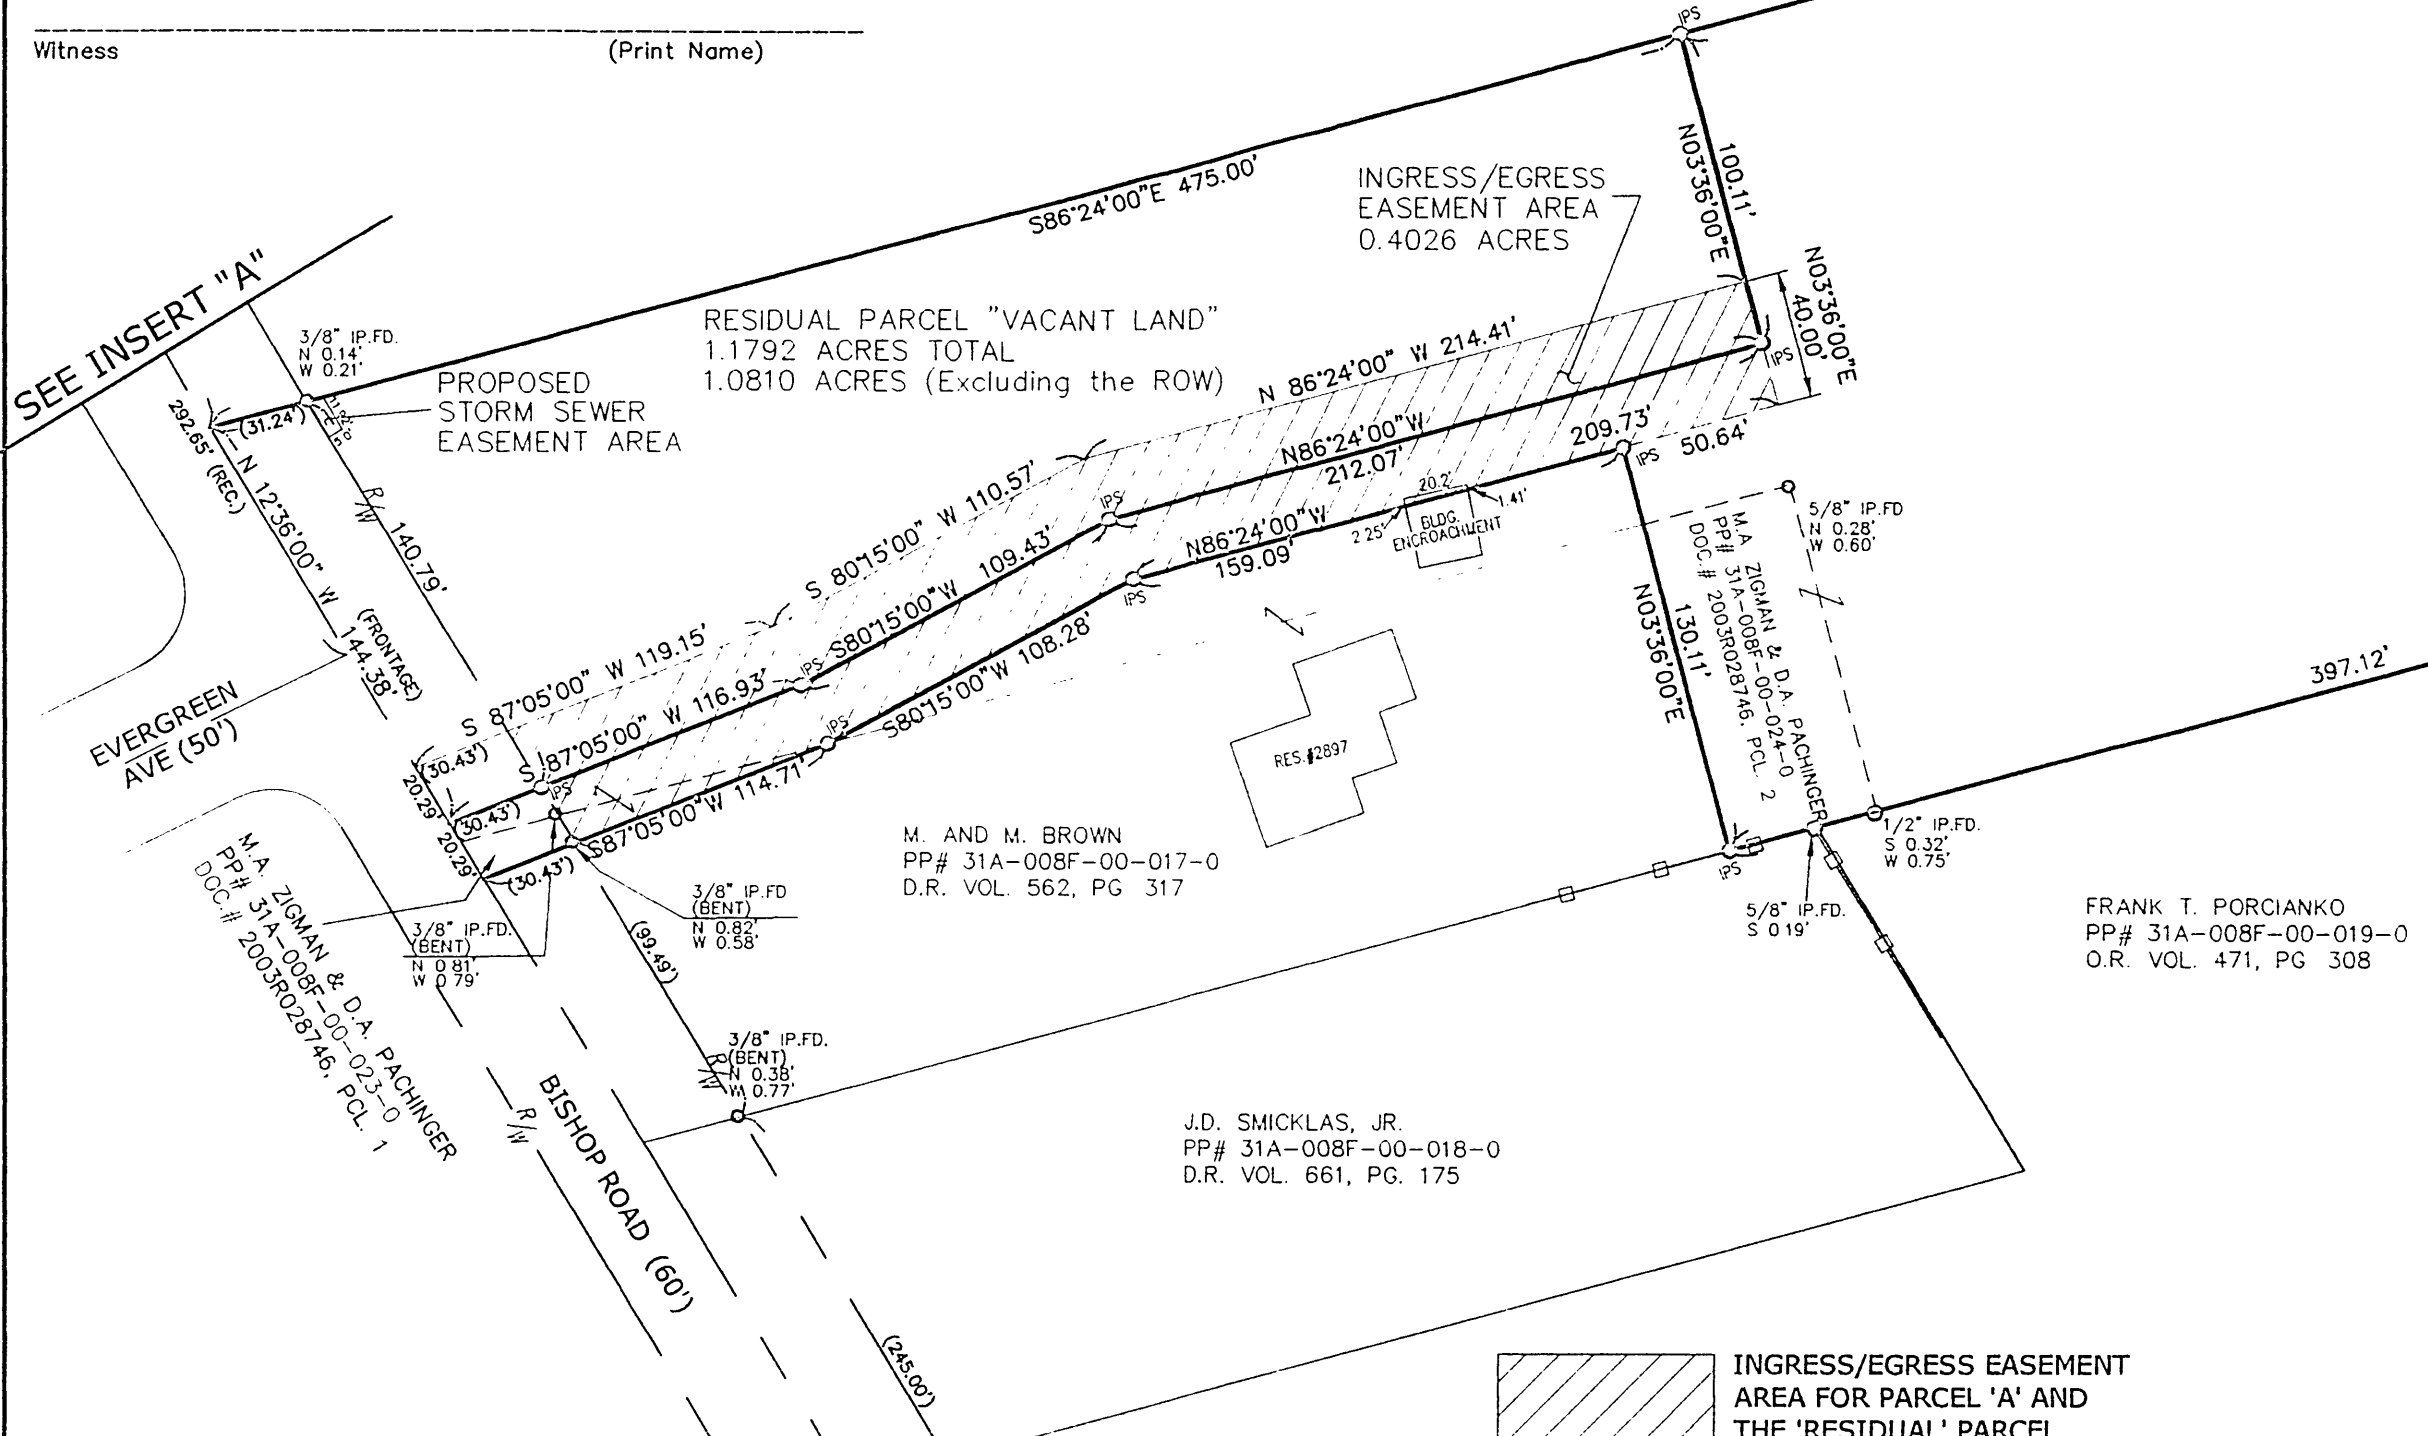 Witness (Print Name)
IPS
S86°24'00"E 475.00'
100.11'
N03°36'00"E
INGRESS/EGRESS
EASEMENT AREA
0.4026 ACRES
N03°36'00"E
40.00'
SEE INSERT "A"
3/8" IP.FD.
N 0.14'
W 0.21'
RESIDUAL PARCEL "VACANT LAND"
1.1792 ACRES TOTAL
1.0810 ACRES (Excluding the ROW)
PROPOSED
STORM SEWER
EASEMENT AREA
(31.24')
292.65' (REC.)
N 12°36'00" W
(FRONTAGE)
144.38'
R/W
140.79'
N 86°24'00" W 214.41'
IPS
N86°24'00"W
212.07'
209.73'
IPS
50.64'
S 80°15'00" W 110.57'
IPS
S80°15'00"W 109.43'
N86°24'00"W
159.09'
IPS
20.2'
1.41'
2.25'
BLDG.
ENCROACHMENT
5/8" IP.FD
N 0.28'
W 0.60'
M.A ZIGMAN & D.A. PACHINGER
PP# 31A-008F-00-024-0
DOC.# 2003R028746, PCL. 2
N03°36'00"E
130.11'
EVERGREEN
AVE (50')
S 87°05'00" W 119.15'
(30.43')
S 87°05'00" W 116.93'
IPS
IPS
(30.43')
S80°15'00"W 108.28'
IPS
S87°05'00"W 114.71'
(30.43')
20.29'
20.29'
RES.#2897
397.12'
M. AND M. BROWN
PP# 31A-008F-00-017-0
D.R. VOL. 562, PG 317
M.A. ZIGMAN & D.A. PACHINGER
PP# 31A-008F-00-023-0
DOC.# 2003R028746, PCL. 1
3/8" IP.FD.
(BENT)
N 0.81'
W 0.79'
3/8" IP.FD
(BENT)
N 0.82'
W 0.58'
IPS
5/8" IP.FD.
S 0.19'
1/2" IP.FD.
S 0.32'
W 0.75'
FRANK T. PORCIANKO
PP# 31A-008F-00-019-0
O.R. VOL. 471, PG 308
(99.49')
3/8" IP.FD.
(BENT)
N 0.38'
W 0.77'
R/W
R/W
BISHOP ROAD (60')
J.D. SMICKLAS, JR.
PP# 31A-008F-00-018-0
D.R. VOL. 661, PG. 175
(245.00')
INGRESS/EGRESS EASEMENT
AREA FOR PARCEL 'A' AND
THE 'RESIDUAL' PARCEL